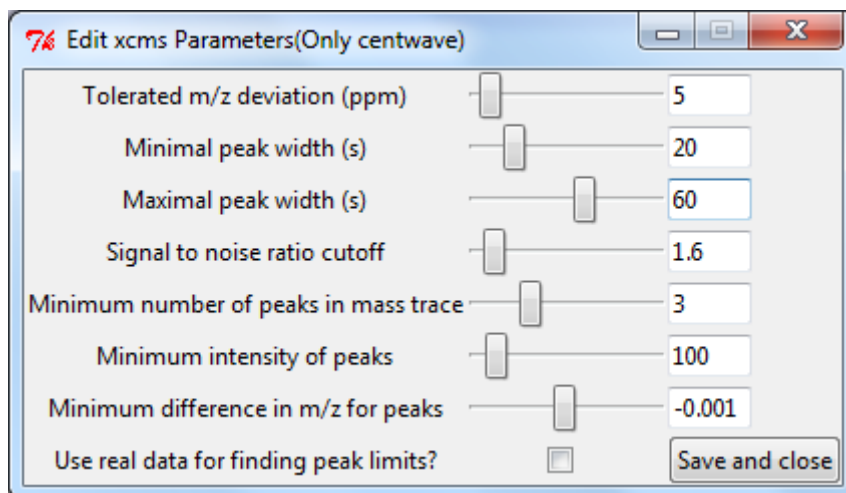 Edit xcms Parameters(Only centwave)
Tolerated m/z deviation (ppm) 5
Minimal peak width (s) 20
Maximal peak width (s) 60
Signal to noise ratio cutoff 1.6
Minimum number of peaks in mass trace 3
Minimum intensity of peaks 100
Minimum difference in m/z for peaks -0.001
Use real data for finding peak limits? Save and close